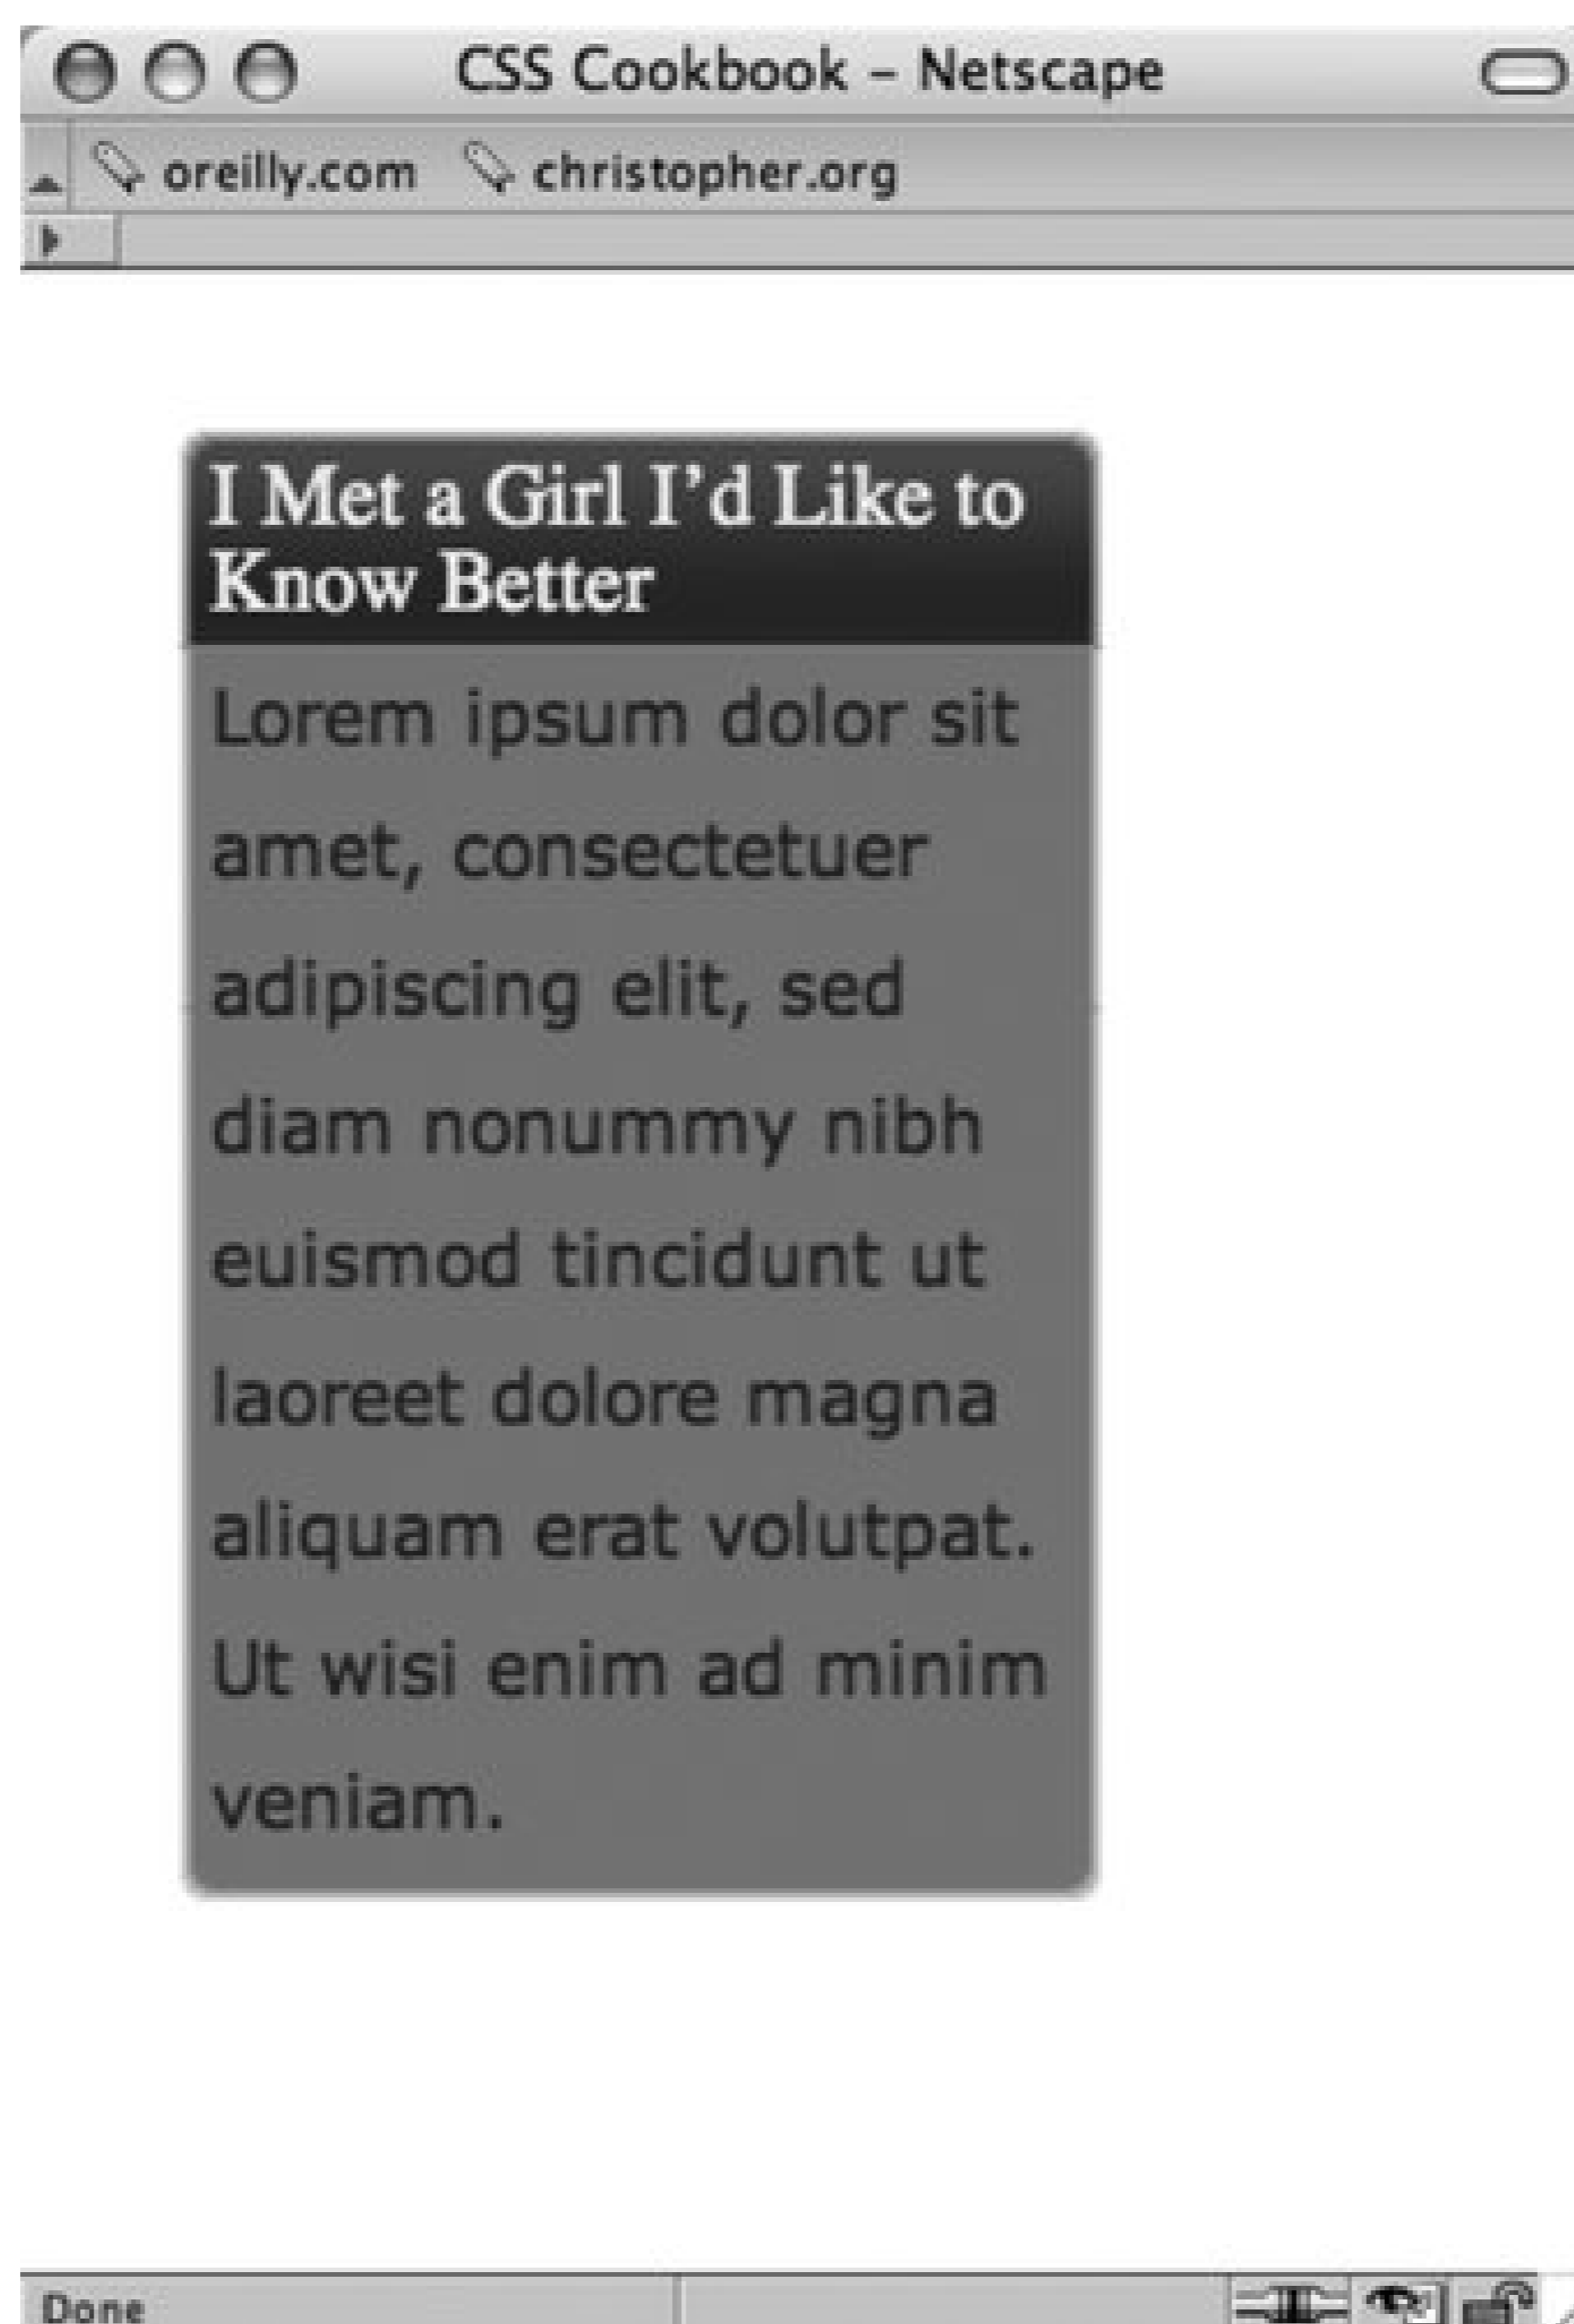 CSS Cookbook – Netscape
oreilly.com christopher.org
I Met a Girl I’d Like to
Know Better
Lorem ipsum dolor sit
amet, consectetuer
adipiscing elit, sed
diam nonummy nibh
euismod tincidunt ut
laoreet dolore magna
aliquam erat volutpat.
Ut wisi enim ad minim
veniam.
Done